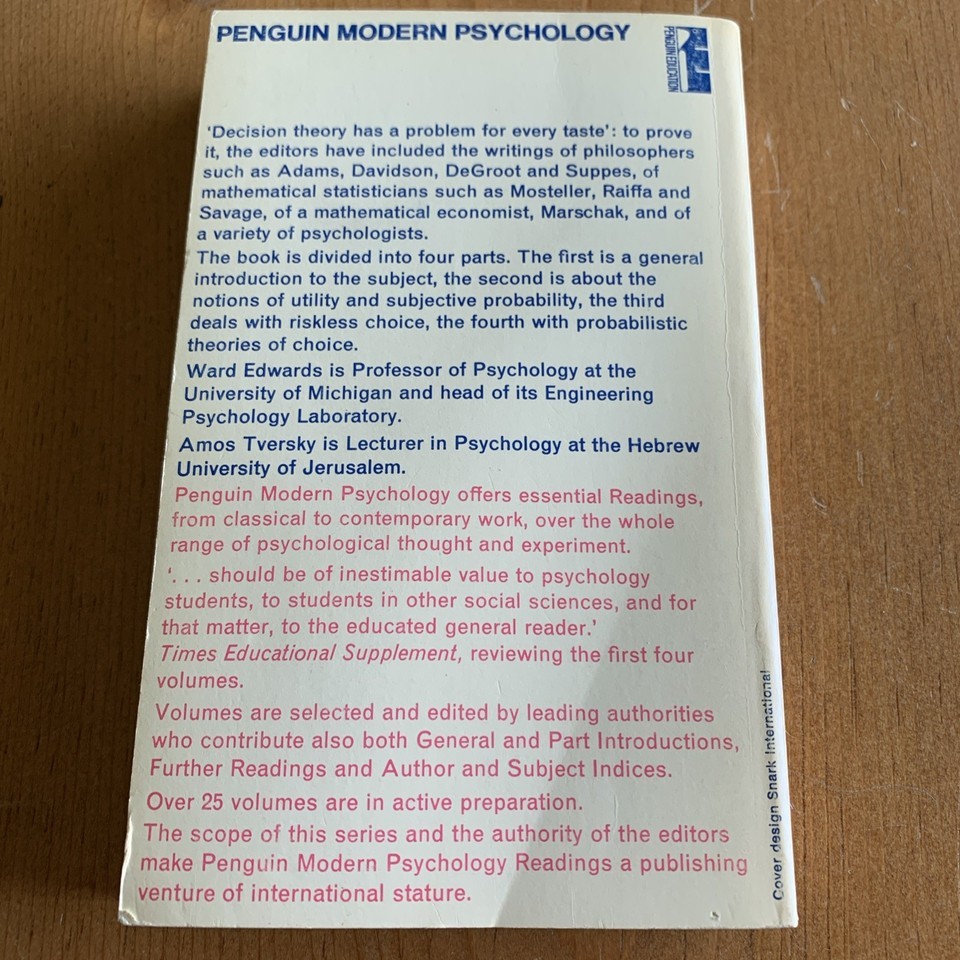 PENGUIN MODERN PSYCHOLOGY
PENGUIN EDUCATION
'Decision theory has a problem for every taste': to prove
it, the editors have included the writings of philosophers
such as Adams, Davidson, DeGroot and Suppes, of
mathematical statisticians such as Mosteller, Raiffa and
Savage, of a mathematical economist, Marschak, and of
a variety of psychologists.
The book is divided into four parts. The first is a general
introduction to the subject, the second is about the
notions of utility and subjective probability, the third
deals with riskless choice, the fourth with probabilistic
theories of choice.
Ward Edwards is Professor of Psychology at the
University of Michigan and head of its Engineering
Psychology Laboratory.
Amos Tversky is Lecturer in Psychology at the Hebrew
University of Jerusalem.
Penguin Modern Psychology offers essential Readings,
from classical to contemporary work, over the whole
range of psychological thought and experiment.
'. . . should be of inestimable value to psychology
students, to students in other social sciences, and for
that matter, to the educated general reader.'
Times Educational Supplement, reviewing the first four
volumes.
Volumes are selected and edited by leading authorities
who contribute also both General and Part Introductions,
Further Readings and Author and Subject Indices.
Over 25 volumes are in active preparation.
The scope of this series and the authority of the editors
make Penguin Modern Psychology Readings a publishing
venture of international stature.
Cover design Snark International